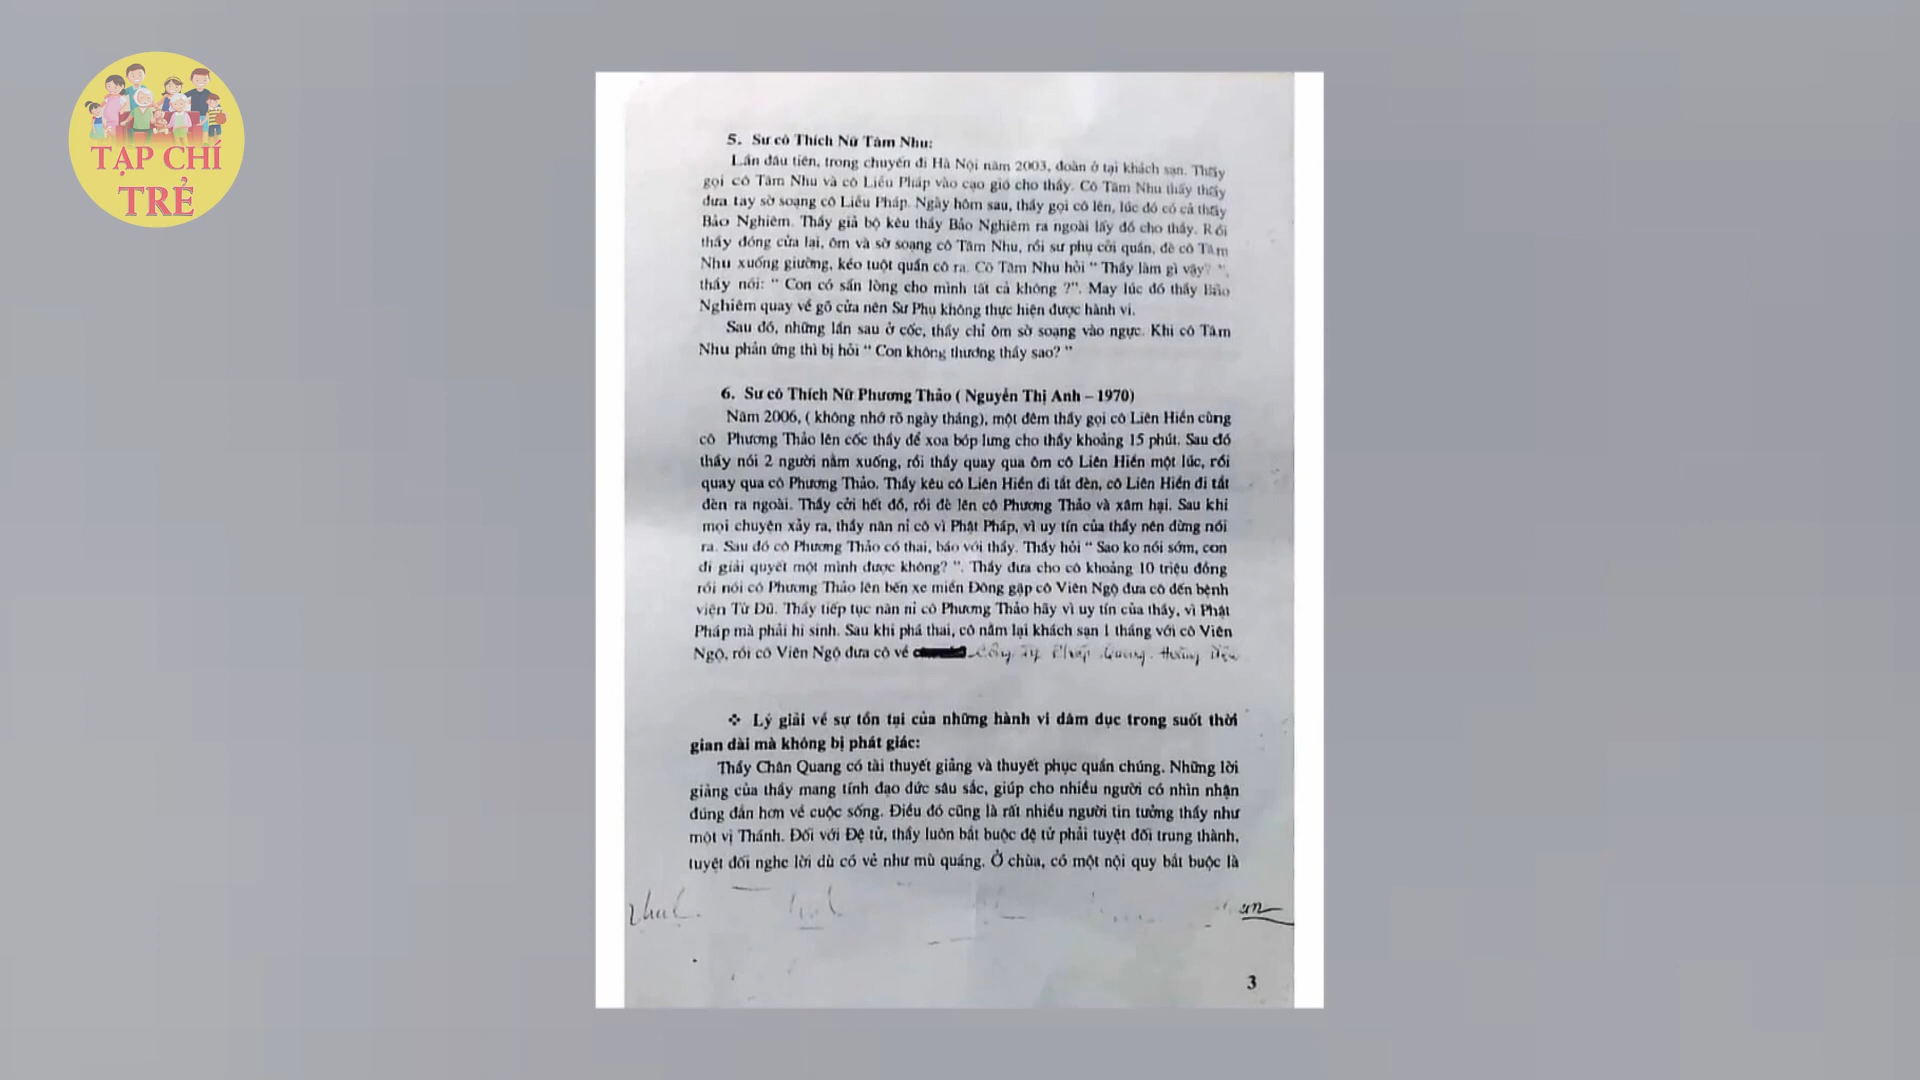 TẠP CHÍ
TRẺ
5. Sư cô Thích Nữ Tâm Như:
Lần đầu tiên, trong chuyến đi Hà Nội năm 2003, đoàn ở tại khách sạn. Thầy
gọi cô Tâm Như và cô Liễu Pháp vào cạo gió cho thầy. Cô Tâm Như thấy thầy
đưa tay sờ soạng cô Liễu Pháp. Ngày hôm sau, thầy gọi cô lên, lúc đó có cả thầy
Bảo Nghiêm. Thầy giả bộ kêu thầy Bảo Nghiêm ra ngoài lấy đồ cho thầy. Rồi
thầy đóng cửa lại, ôm và sờ soạng cô Tâm Như, rồi sư phụ cởi quần, đè cô Tâm
Như xuống giường, kéo tuột quần cô ra. Cô Tâm Như hỏi “ Thầy làm gì vậy? ”,
thầy nói: “ Con có sẵn lòng cho mình tất cả không ?”. May lúc đó thầy Bảo
Nghiêm quay về gõ cửa nên Sư Phụ không thực hiện được hành vi.
Sau đó, những lần sau ở cốc, thầy chỉ ôm sờ soạng vào ngực. Khi cô Tâm
Như phản ứng thì bị hỏi “ Con không thương thầy sao? ”
6. Sư cô Thích Nữ Phương Thảo ( Nguyễn Thị Anh – 1970)
Năm 2006, ( không nhớ rõ ngày tháng), một đêm thầy gọi cô Liên Hiền cùng
cô Phương Thảo lên cốc thầy để xoa bóp lưng cho thầy khoảng 15 phút. Sau đó
thầy nói 2 người nằm xuống, rồi thầy quay qua ôm cô Liên Hiền một lúc, rồi
quay qua cô Phương Thảo. Thầy kêu cô Liên Hiền đi tắt đèn, cô Liên Hiền đi tắt
đèn ra ngoài. Thầy cởi hết đồ, rồi đè lên cô Phương Thảo và xâm hại. Sau khi
mọi chuyện xảy ra, thầy năn nỉ cô vì Phật Pháp, vì uy tín của thầy nên đừng nói
ra. Sau đó cô Phương Thảo có thai, báo với thầy. Thầy hỏi “ Sao ko nói sớm, con
đi giải quyết một mình được không? ”. Thầy đưa cho cô khoảng 10 triệu đồng
rồi nói cô Phương Thảo lên bến xe miền Đông gặp cô Viên Ngộ đưa cô đến bệnh
viện Từ Dũ. Thầy tiếp tục năn nỉ cô Phương Thảo hãy vì uy tín của thầy, vì Phật
Pháp mà phải hi sinh. Sau khi phá thai, cô nằm lại khách sạn 1 tháng với cô Viên
Ngộ, rồi cô Viên Ngộ đưa cô về Pháp Quang.
❖ Lý giải về sự tồn tại của những hành vi dâm dục trong suốt thời
gian dài mà không bị phát giác:
Thầy Chân Quang có tài thuyết giảng và thuyết phục quần chúng. Những lời
giảng của thầy mang tính đạo đức sâu sắc, giúp cho nhiều người có nhìn nhận
đúng đắn hơn về cuộc sống. Điều đó cũng là rất nhiều người tin tưởng thầy như
một vị Thánh. Đối với Đệ tử, thầy luôn bắt buộc đệ tử phải tuyệt đối trung thành,
tuyệt đối nghe lời dù có vẻ như mù quáng. Ở chùa, có một nội quy bắt buộc là
3